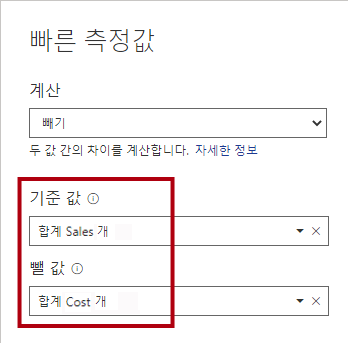 빠른 측정값
계산
빼기
두 값 간의 차이를 계산합니다. 자세한 정보
기준 값
합계 Sales 개
뺄 값
합계 Cost 개